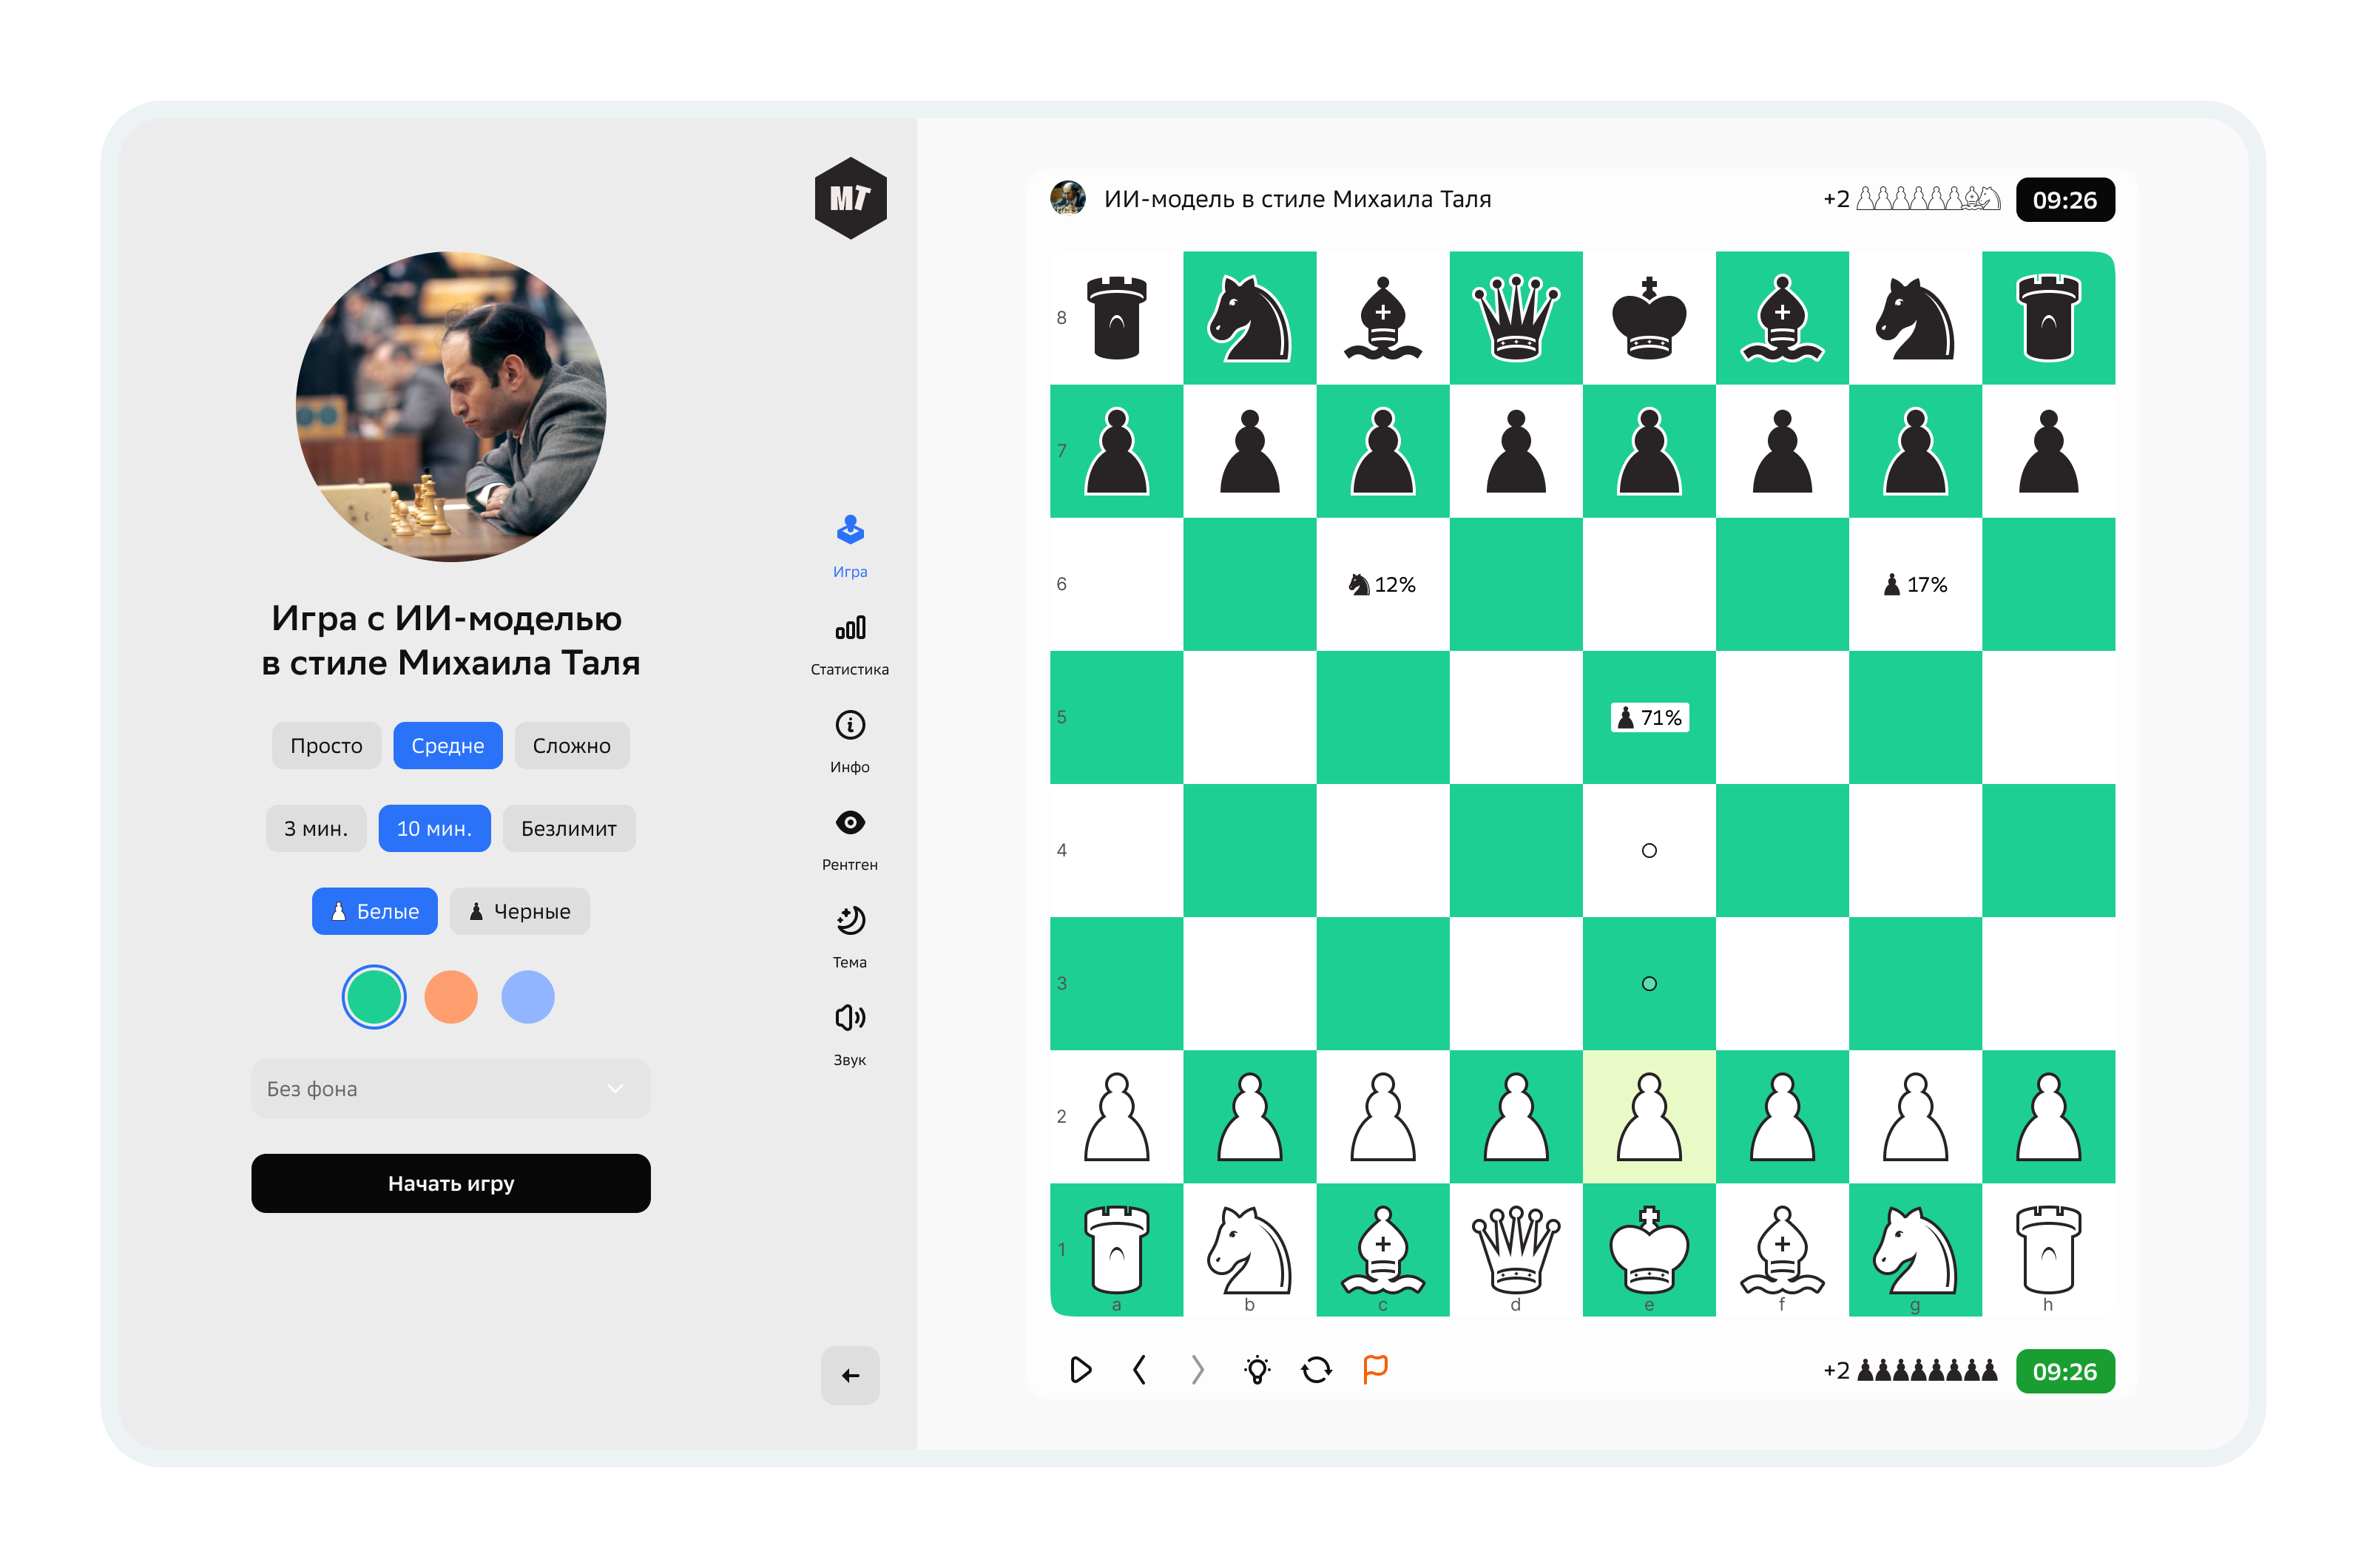 МТ
Игра с ИИ-моделью
в стиле Михаила Таля
Просто Средне Сложно
3 мин. 10 мин. Безлимит
Белые Черные
Без фона
Начать игру
Игра
Статистика
Инфо
Рентген
Тема
Звук
ИИ-модель в стиле Михаила Таля +2 09:26
8
7
6 12% 17%
5 71%
4
3
2
1
a b c d e f g h
+2 09:26